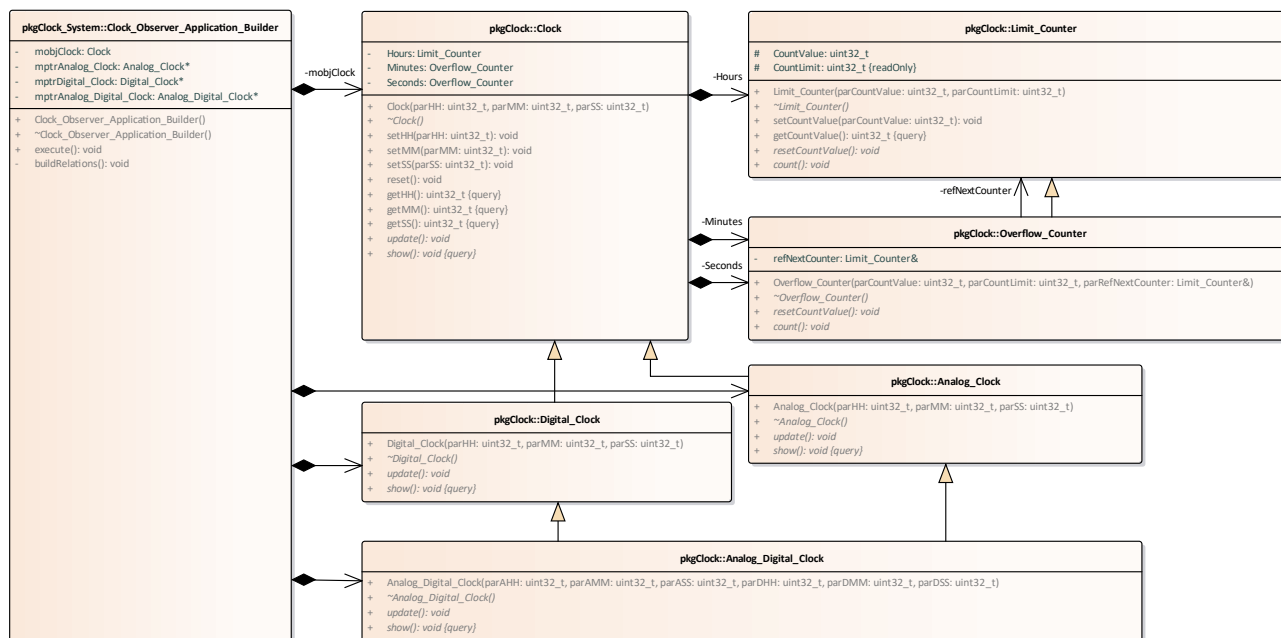 pkgClock_System::Clock_Observer_Application_Builder
- mobjClock: Clock
- mptrAnalog_Clock: Analog_Clock*
- mptrDigital_Clock: Digital_Clock*
- mptrAnalog_Digital_Clock: Analog_Digital_Clock*
+ Clock_Observer_Application_Builder()
+ ~Clock_Observer_Application_Builder()
+ execute(): void
- buildRelations(): void
-mobjClock
pkgClock::Clock
- Hours: Limit_Counter
- Minutes: Overflow_Counter
- Seconds: Overflow_Counter
+ Clock(parHH: uint32_t, parMM: uint32_t, parSS: uint32_t)
+ ~Clock()
+ setHH(parHH: uint32_t): void
+ setMM(parMM: uint32_t): void
+ setSS(parSS: uint32_t): void
+ reset(): void
+ getHH(): uint32_t {query}
+ getMM(): uint32_t {query}
+ getSS(): uint32_t {query}
+ update(): void
+ show(): void {query}
-Hours
pkgClock::Limit_Counter
# CountValue: uint32_t
# CountLimit: uint32_t {readOnly}
+ Limit_Counter(parCountValue: uint32_t, parCountLimit: uint32_t)
+ ~Limit_Counter()
+ setCountValue(parCountValue: uint32_t): void
+ getCountValue(): uint32_t {query}
+ resetCountValue(): void
+ count(): void
-refNextCounter
-Minutes
-Seconds
pkgClock::Overflow_Counter
- refNextCounter: Limit_Counter&
+ Overflow_Counter(parCountValue: uint32_t, parCountLimit: uint32_t, parRefNextCounter: Limit_Counter&)
+ ~Overflow_Counter()
+ resetCountValue(): void
+ count(): void
pkgClock::Analog_Clock
+ Analog_Clock(parHH: uint32_t, parMM: uint32_t, parSS: uint32_t)
+ ~Analog_Clock()
+ update(): void
+ show(): void {query}
pkgClock::Digital_Clock
+ Digital_Clock(parHH: uint32_t, parMM: uint32_t, parSS: uint32_t)
+ ~Digital_Clock()
+ update(): void
+ show(): void {query}
pkgClock::Analog_Digital_Clock
+ Analog_Digital_Clock(parAHH: uint32_t, parAMM: uint32_t, parASS: uint32_t, parDHH: uint32_t, parDMM: uint32_t, parDSS: uint32_t)
+ ~Analog_Digital_Clock()
+ update(): void
+ show(): void {query}